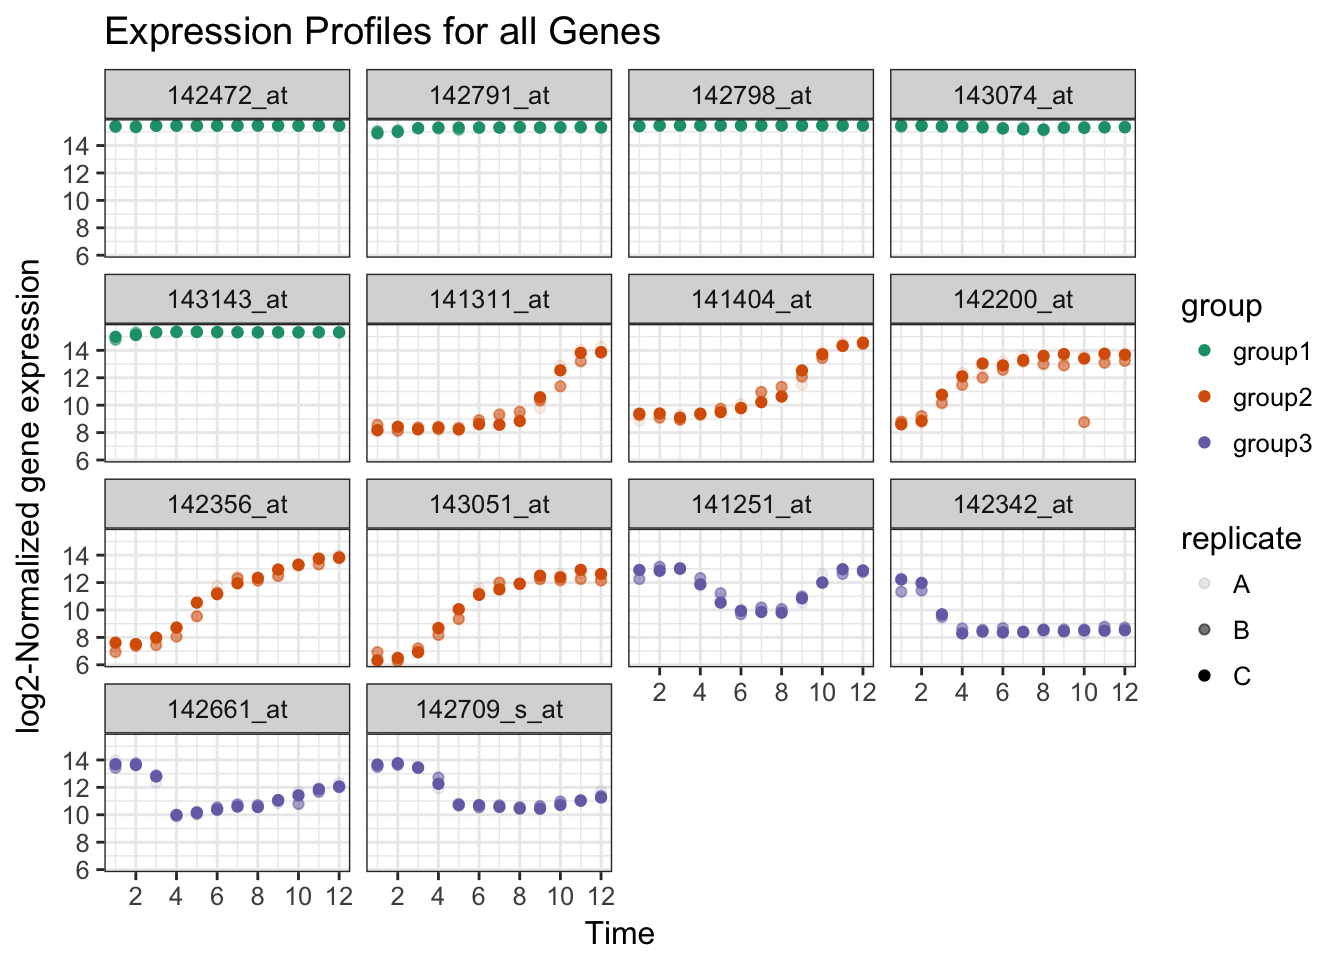 Expression Profiles for all Genes
142472_at 142791_at 142798_at 143074_at
14
12
10
8
6
143143_at 141311_at 141404_at 142200_at
14
12
10
8
6
142356_at 143051_at 141251_at 142342_at
14
12
10
8
6
2 4 6 8 10 12 2 4 6 8 10 12
142661_at 142709_s_at
14
12
10
8
6
2 4 6 8 10 12 2 4 6 8 10 12
Time
log2-Normalized gene expression
group
group1
group2
group3
replicate
A
B
C